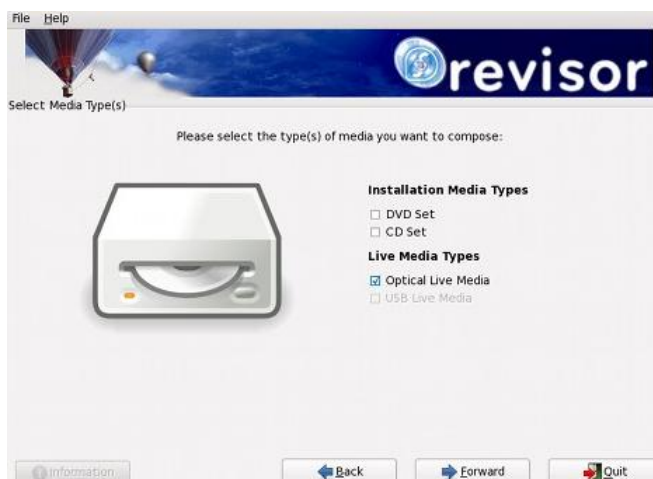 File Help
revisor
Select Media Type(s)
Please select the type(s) of media you want to compose:
Installation Media Types
DVD Set
CD Set
Live Media Types
Optical Live Media
USB Live Media
Information
Back
Forward
Quit